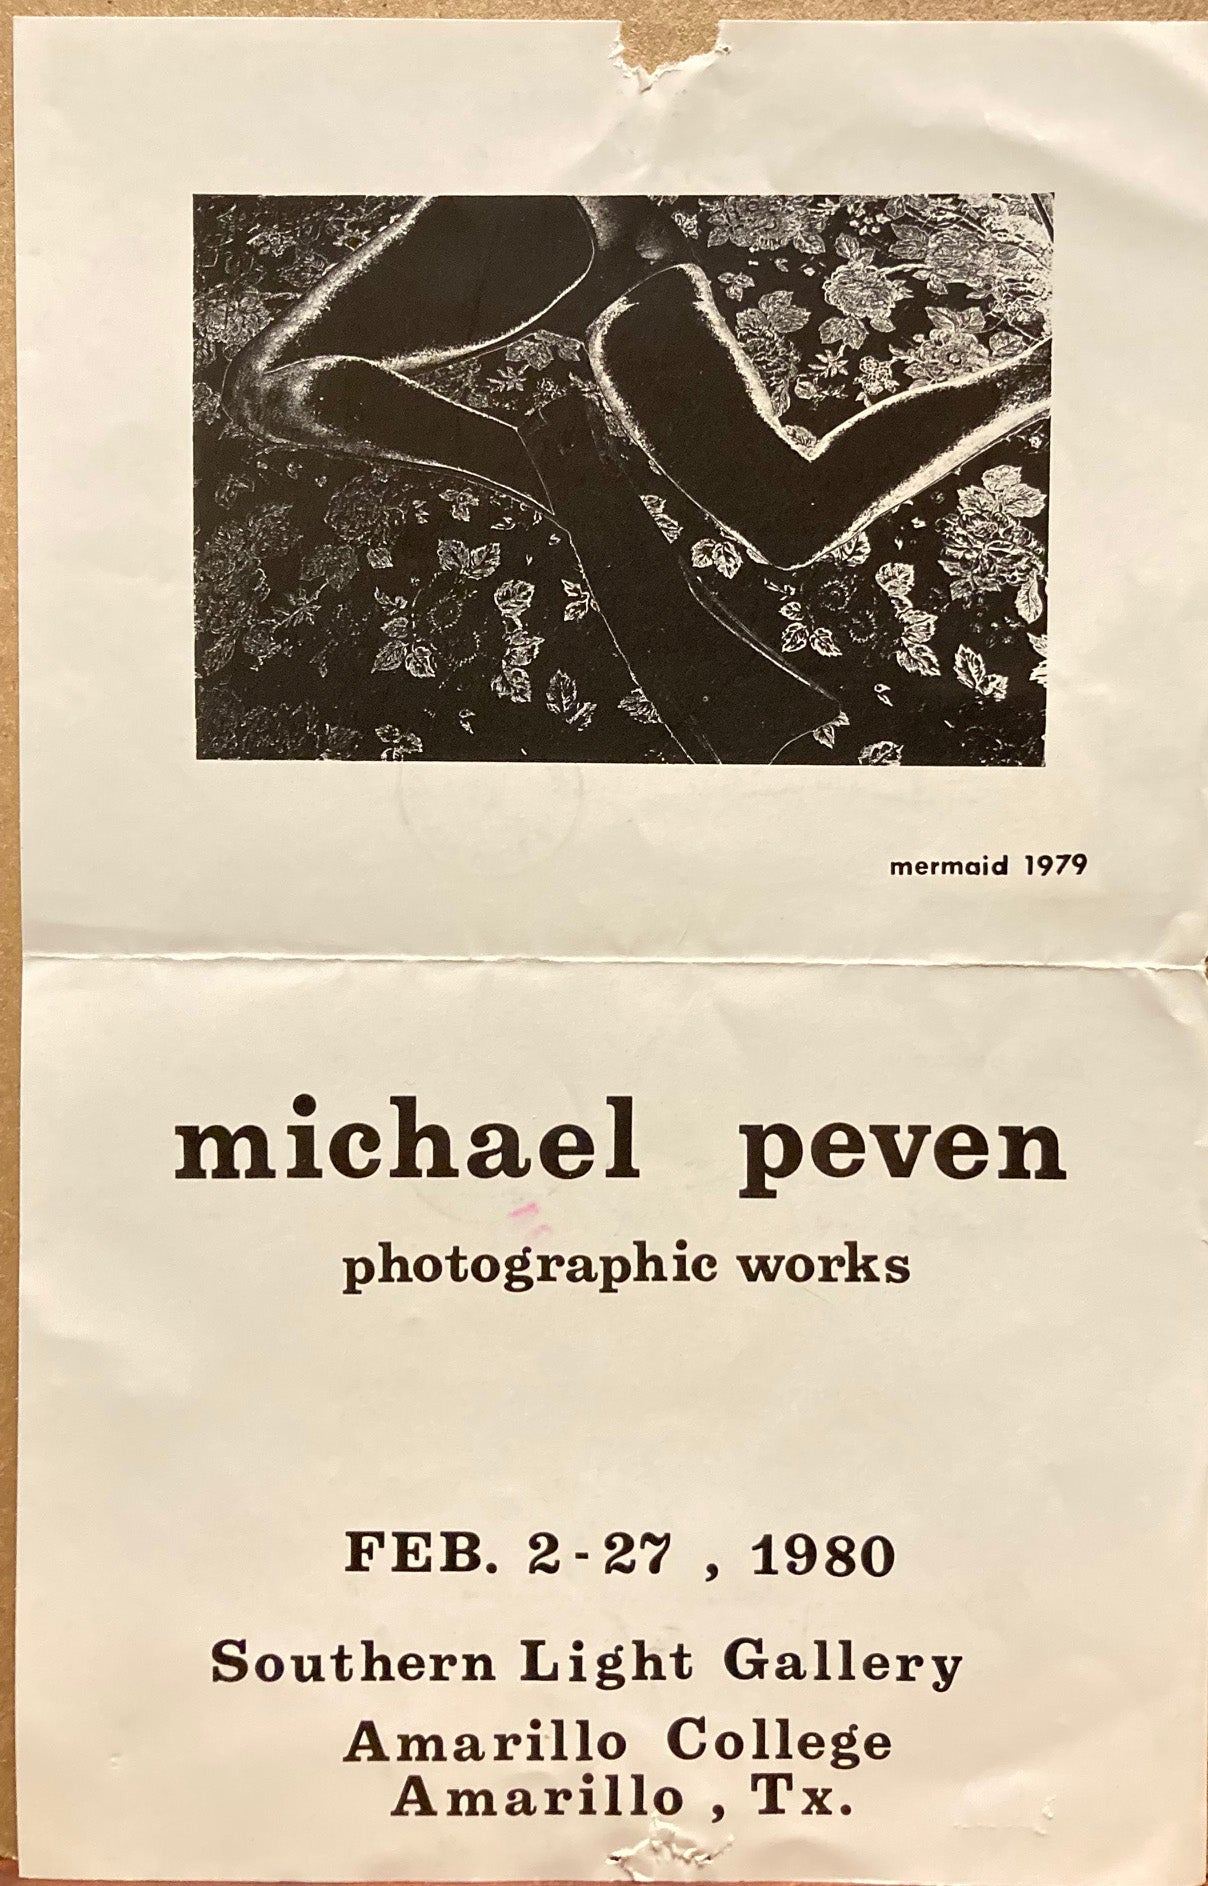 mermaid 1979
michael peven
photographic works
FEB. 2-27 , 1980
Southern Light Gallery
Amarillo College
Amarillo , Tx.